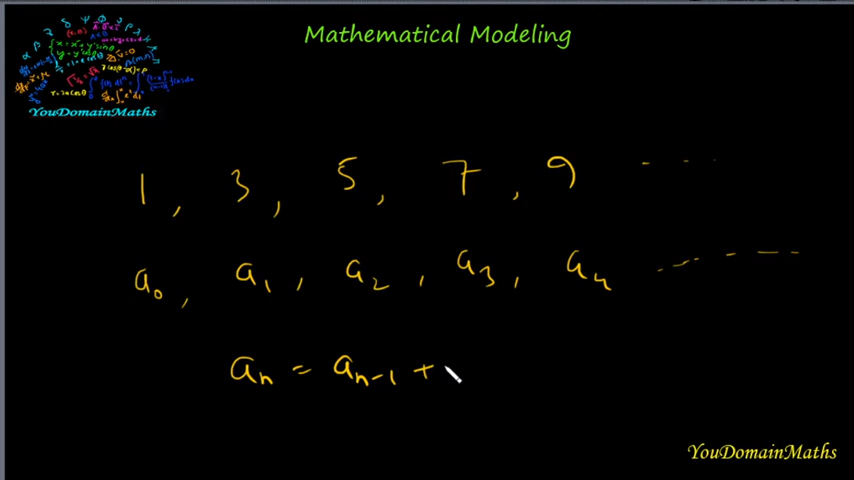 Mathematical Modeling
YouDomainMaths
1, 3, 5, 7, 9 ----
a₀, a₁, a₂, a₃, a₄ ----
aₙ = aₙ₋₁ +
YouDomainMaths